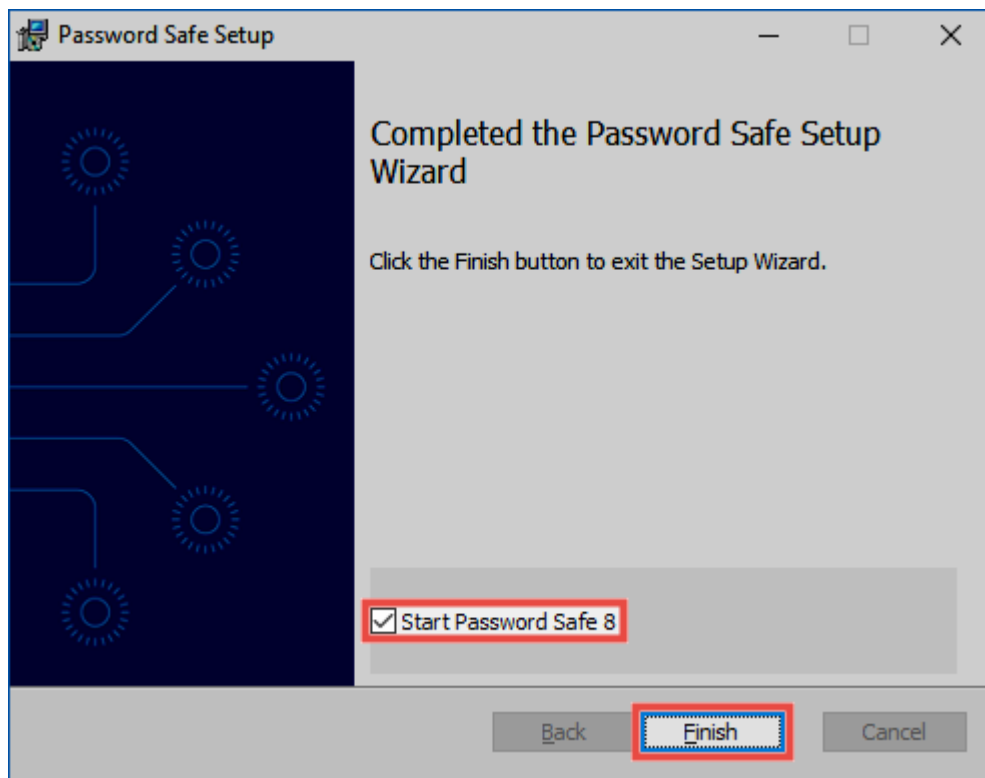 Password Safe Setup
Completed the Password Safe Setup
Wizard
Click the Finish button to exit the Setup Wizard.
Start Password Safe 8
Back Finish Cancel